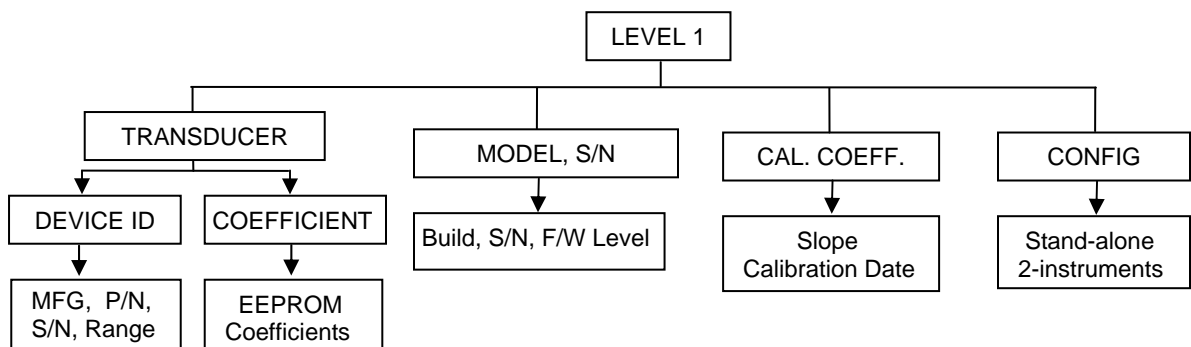 LEVEL 1
TRANSDUCER
MODEL, S/N
CAL. COEFF.
CONFIG
DEVICE ID
COEFFICIENT
Build, S/N, F/W Level
Slope
Calibration Date
Stand-alone
2-instruments
MFG, P/N,
S/N, Range
EEPROM
Coefficients